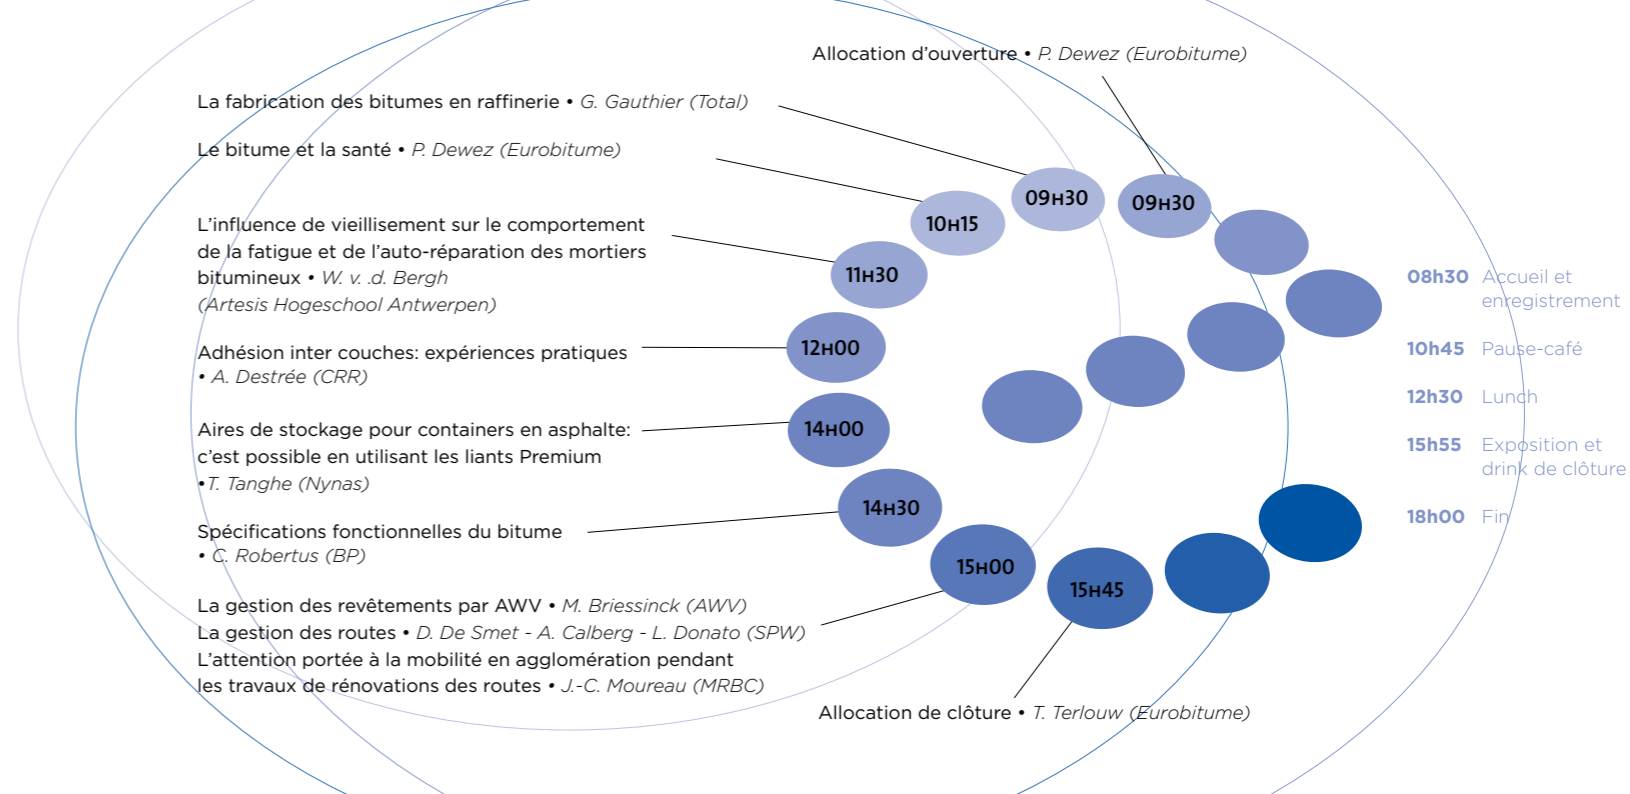 Allocation d’ouverture • P. Dewez (Eurobitume)
La fabrication des bitumes en raffinerie • G. Gauthier (Total)
Le bitume et la santé • P. Dewez (Eurobitume)
L’influence de vieillisement sur le comportement
de la fatigue et de l’auto-réparation des mortiers
bitumineux • W. v. .d. Bergh
(Artesis Hogeschool Antwerpen)
Adhésion inter couches: expériences pratiques
• A. Destrée (CRR)
Aires de stockage pour containers en asphalte:
c’est possible en utilisant les liants Premium
•T. Tanghe (Nynas)
Spécifications fonctionnelles du bitume
• C. Robertus (BP)
La gestion des revêtements par AWV • M. Briessinck (AWV)
La gestion des routes • D. De Smet - A. Calberg - L. Donato (SPW)
L’attention portée à la mobilité en agglomération pendant
les travaux de rénovations des routes • J.-C. Moureau (MRBC)
Allocation de clôture • T. Terlouw (Eurobitume)
09H30
09H30
10H15
11H30
12H00
14H00
14H30
15H00
15H45
08h30 Accueil et
enregistrement
10h45 Pause-café
12h30 Lunch
15h55 Exposition et
drink de clôture
18h00 Fin